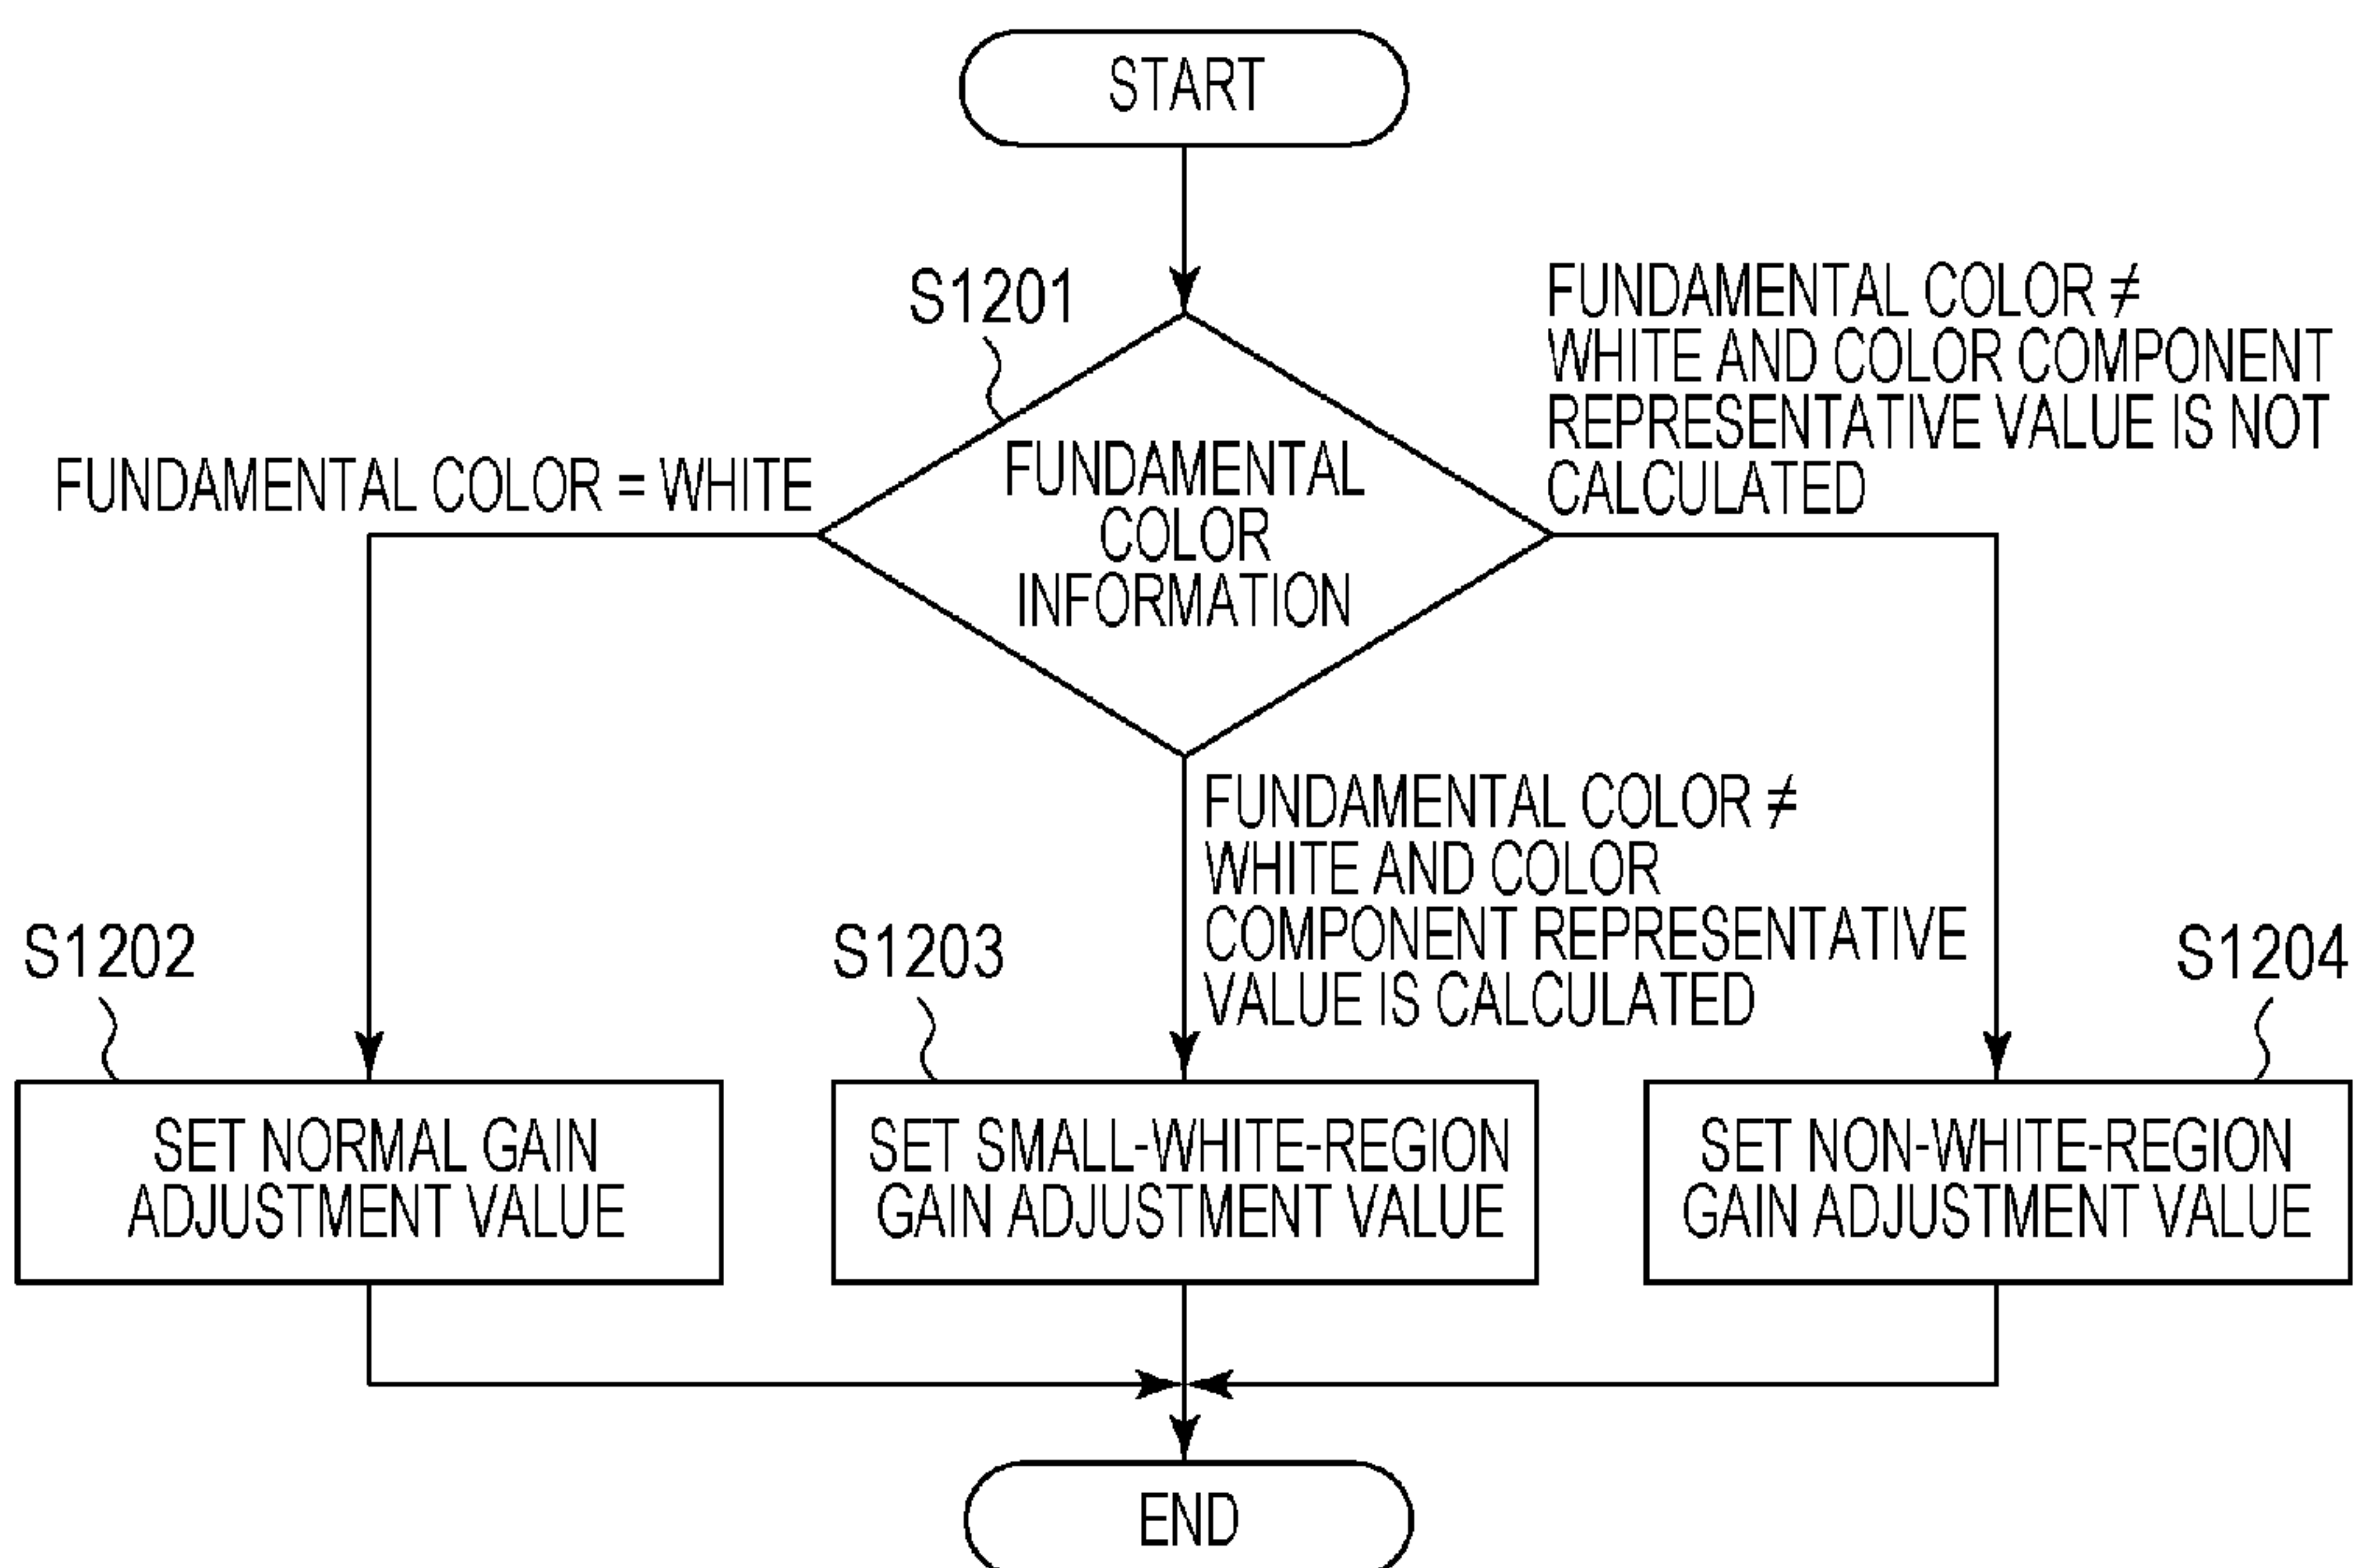 START
S1201
FUNDAMENTAL COLOR ≠
WHITE AND COLOR COMPONENT
REPRESENTATIVE VALUE IS NOT
CALCULATED
FUNDAMENTAL COLOR = WHITE
FUNDAMENTAL
COLOR
INFORMATION
FUNDAMENTAL COLOR ≠
WHITE AND COLOR
COMPONENT REPRESENTATIVE
VALUE IS CALCULATED
S1202
S1203
S1204
SET NORMAL GAIN
ADJUSTMENT VALUE
SET SMALL-WHITE-REGION
GAIN ADJUSTMENT VALUE
SET NON-WHITE-REGION
GAIN ADJUSTMENT VALUE
END